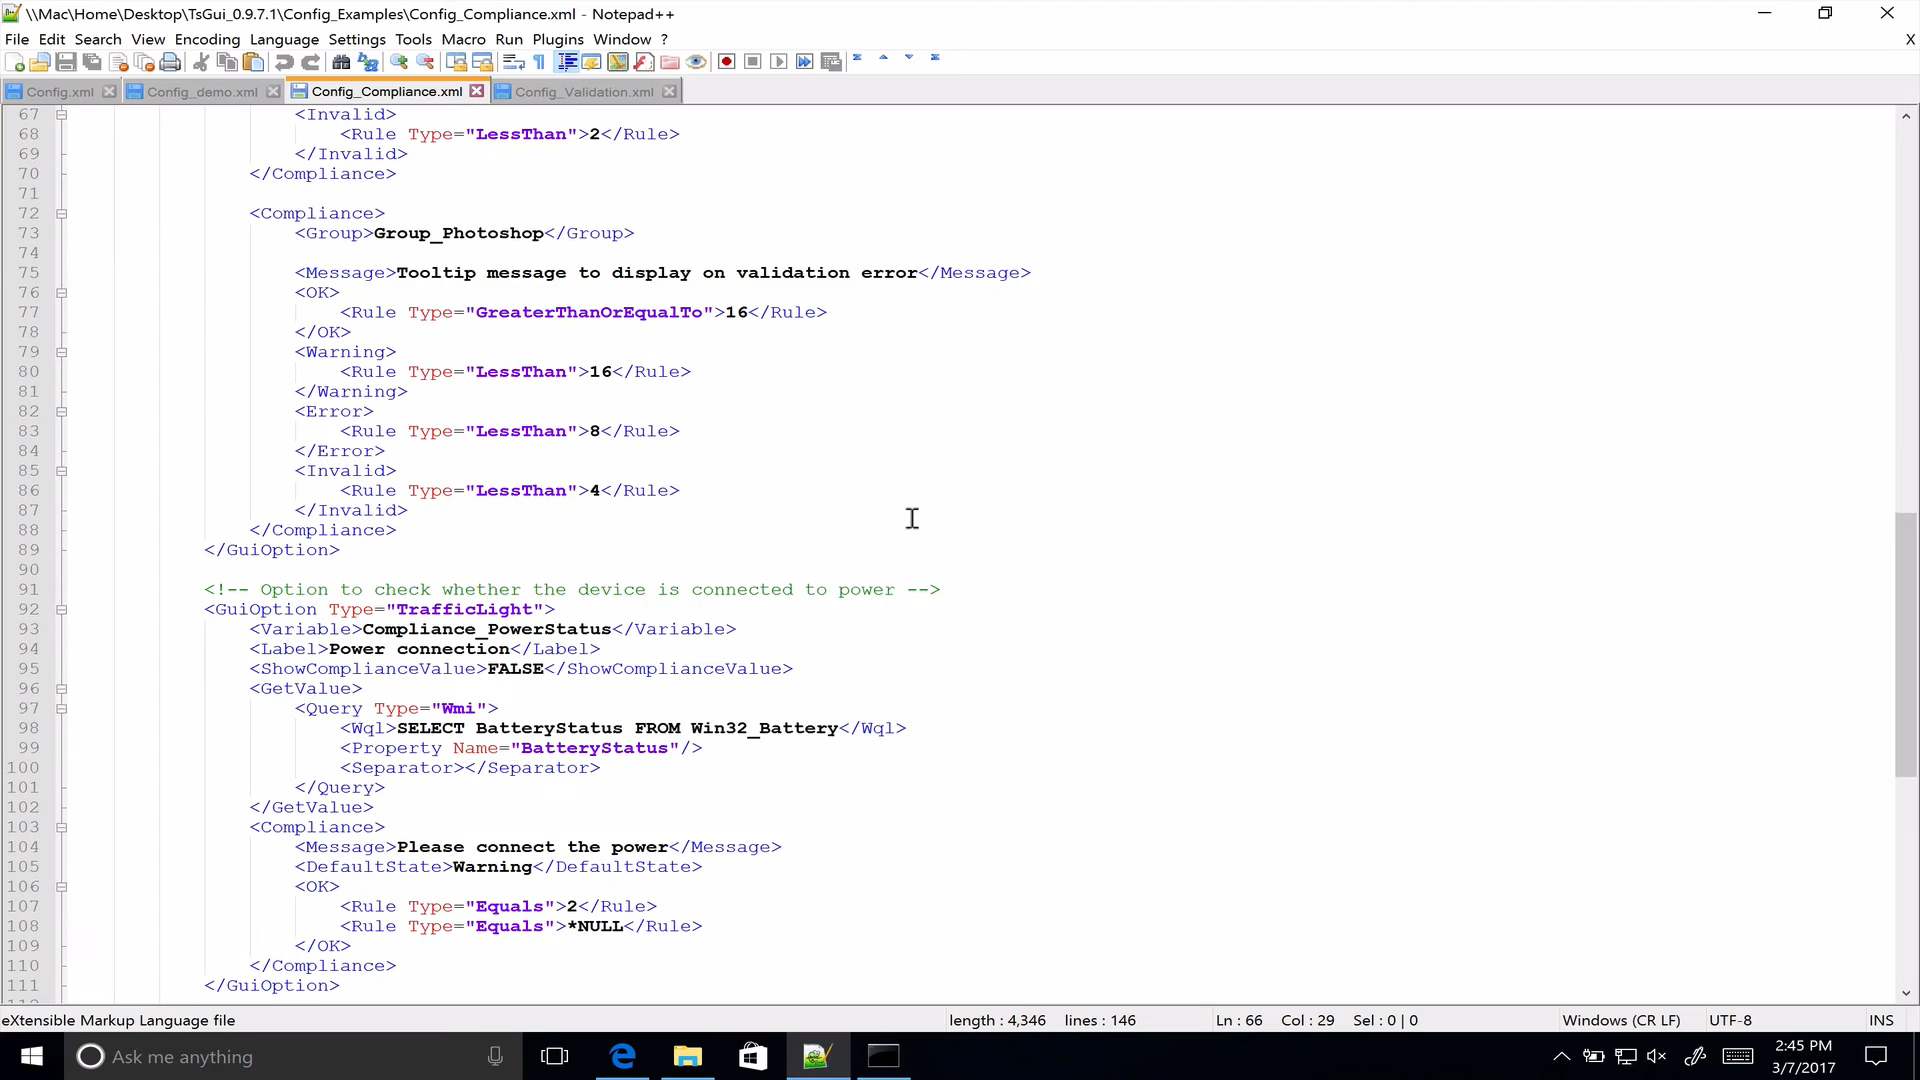 \\Mac\Home\Desktop\TsGui_0.9.7.1\Config_Examples\Config_Compliance.xml - Notepad++
File Edit Search View Encoding Language Settings Tools Macro Run Plugins Window ? X
Config.xml Config_demo.xml Config_Compliance.xml Config_Validation.xml
67 <Invalid>
68 <Rule Type="LessThan">2</Rule>
69 </Invalid>
70 </Compliance>
71
72 <Compliance>
73 <Group>Group_Photoshop</Group>
74
75 <Message>Tooltip message to display on validation error</Message>
76 <OK>
77 <Rule Type="GreaterThanOrEqualTo">16</Rule>
78 </OK>
79 <Warning>
80 <Rule Type="LessThan">16</Rule>
81 </Warning>
82 <Error>
83 <Rule Type="LessThan">8</Rule>
84 </Error>
85 <Invalid>
86 <Rule Type="LessThan">4</Rule>
87 </Invalid>
88 </Compliance>
89 </GuiOption>
90
91 <!-- Option to check whether the device is connected to power -->
92 <GuiOption Type="TrafficLight">
93 <Variable>Compliance_PowerStatus</Variable>
94 <Label>Power connection</Label>
95 <ShowComplianceValue>FALSE</ShowComplianceValue>
96 <GetValue>
97 <Query Type="Wmi">
98 <Wql>SELECT BatteryStatus FROM Win32_Battery</Wql>
99 <Property Name="BatteryStatus"/>
100 <Separator></Separator>
101 </Query>
102 </GetValue>
103 <Compliance>
104 <Message>Please connect the power</Message>
105 <DefaultState>Warning</DefaultState>
106 <OK>
107 <Rule Type="Equals">2</Rule>
108 <Rule Type="Equals">*NULL</Rule>
109 </OK>
110 </Compliance>
111 </GuiOption>
eXtensible Markup Language file length : 4,346 lines : 146 Ln : 66 Col : 29 Sel : 0 | 0 Windows (CR LF) UTF-8 INS
Ask me anything
2:45 PM
3/7/2017